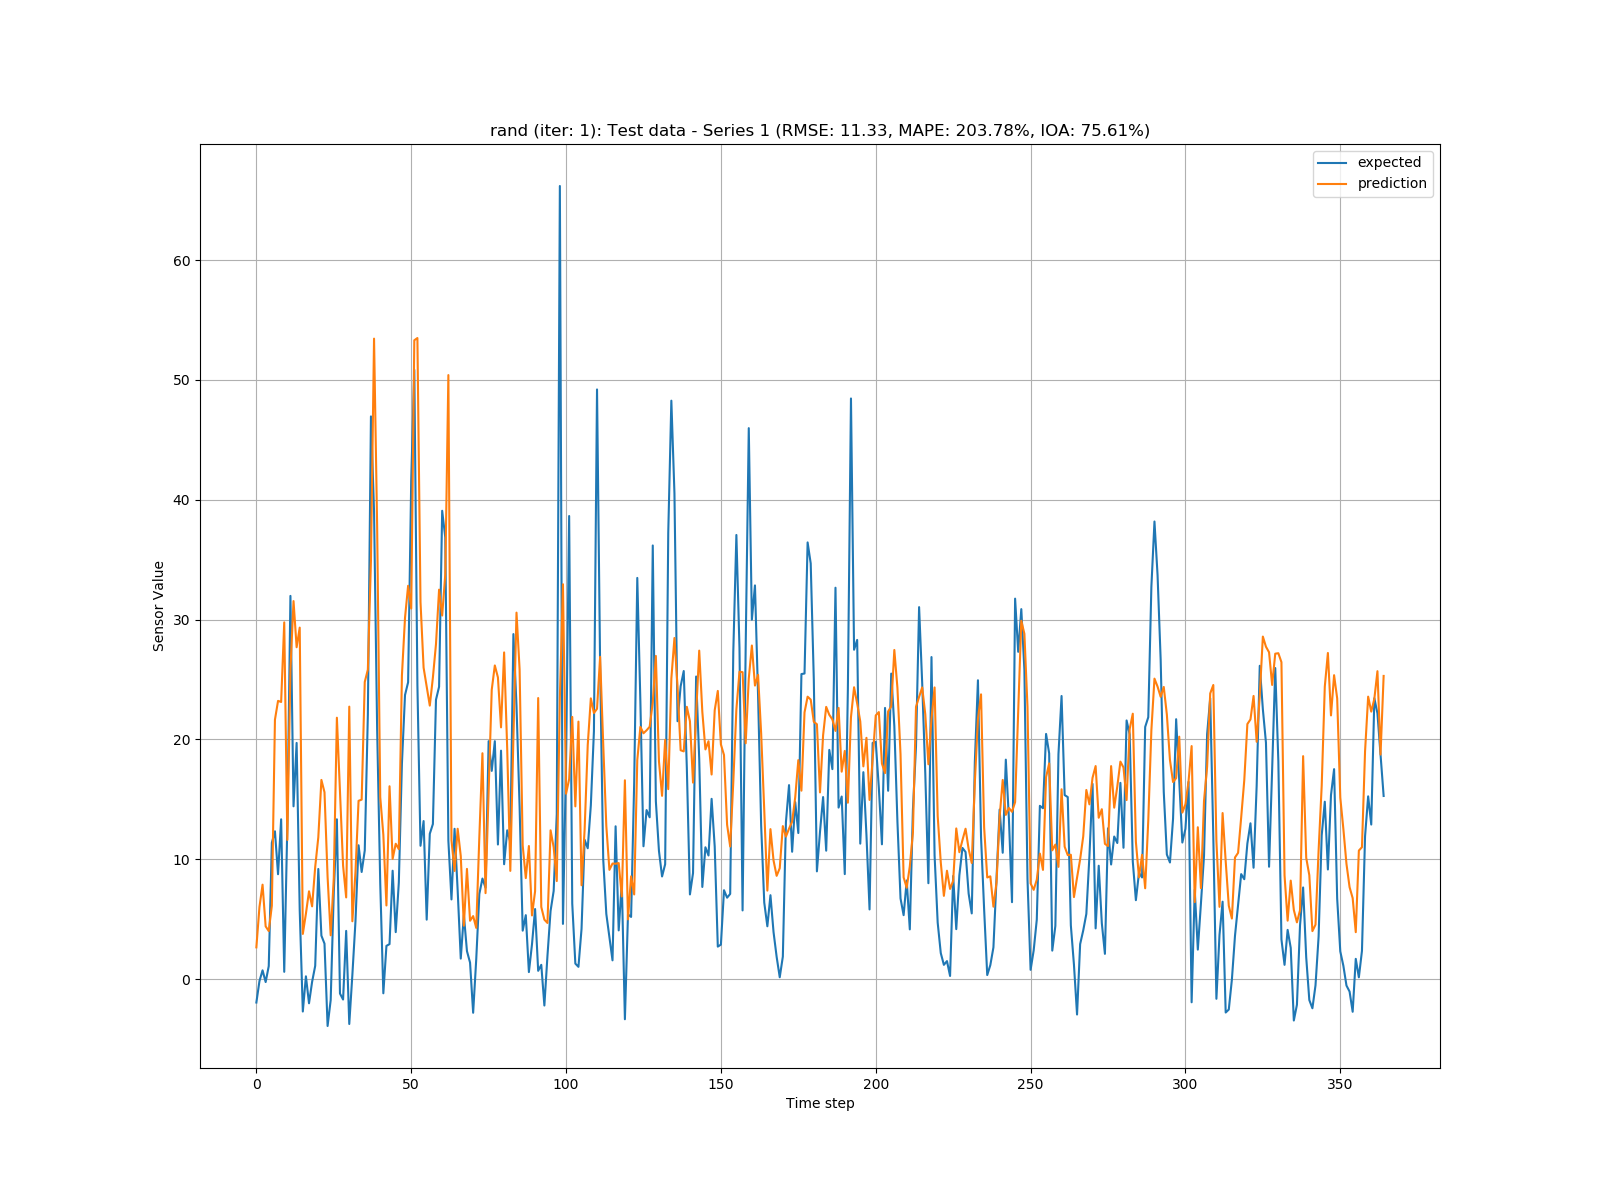 rand (iter: 1): Test data - Series 1 (RMSE: 11.33, MAPE: 203.78%, IOA: 75.61%)
expected
prediction
Sensor Value
60
50
40
30
20
10
0
0 50 100 150 200 250 300 350
Time step